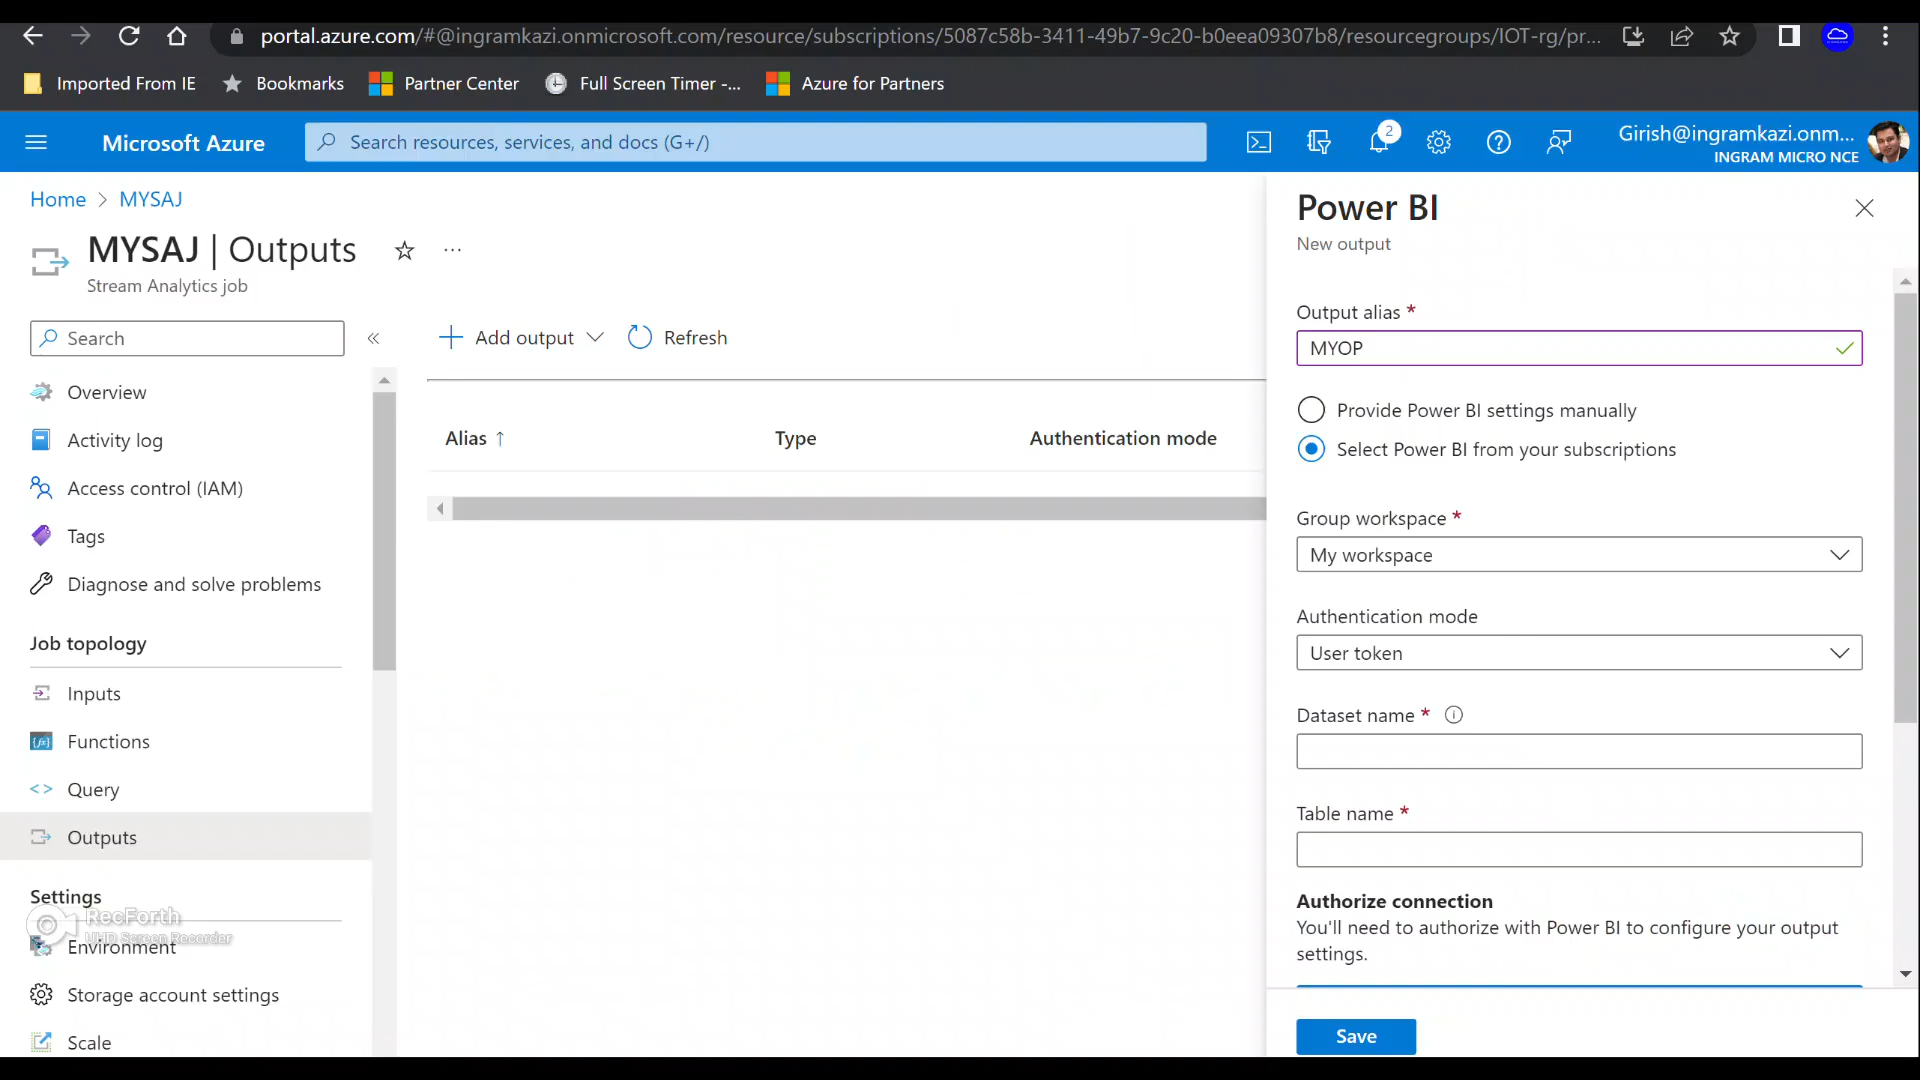 portal.azure.com/#@ingramkazi.onmicrosoft.com/resource/subscriptions/5087c58b-3411-49b7-9c20-b0eea09307b8/resourcegroups/IOT-rg/pr...
Imported From IE
Bookmarks
Partner Center
Full Screen Timer -...
Azure for Partners
Microsoft Azure
Search resources, services, and docs (G+/)
2
Girish@ingramkazi.onm...
INGRAM MICRO NCE
Home > MYSAJ
MYSAJ | Outputs
Stream Analytics job
Search
Overview
Activity log
Access control (IAM)
Tags
Diagnose and solve problems
Job topology
Inputs
Functions
Query
Outputs
Settings
RecForth
UHD Screen Recorder
Environment
Storage account settings
Scale
Add output
Refresh
Alias ↑
Type
Authentication mode
Power BI
New output
Output alias *
MYOP
Provide Power BI settings manually
Select Power BI from your subscriptions
Group workspace *
My workspace
Authentication mode
User token
Dataset name *
Table name *
Authorize connection
You'll need to authorize with Power BI to configure your output
settings.
Save